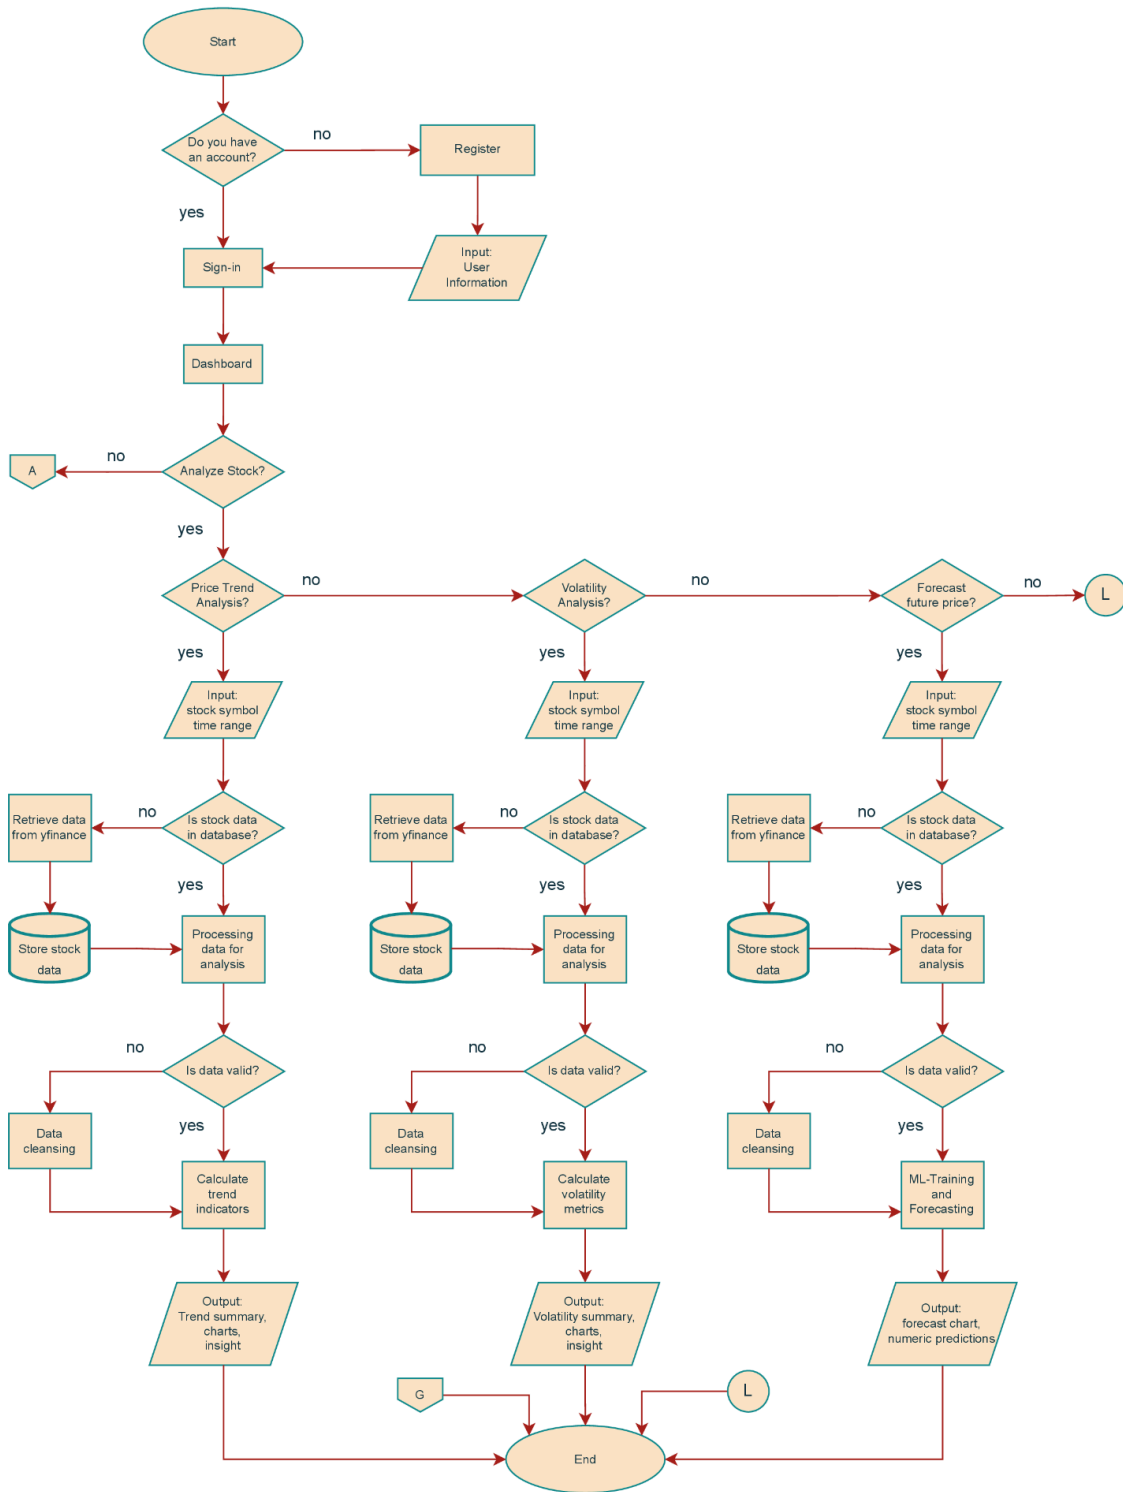 Start
Do you have
an account?
no
Register
yes
Input:
User
Information
Sign-in
Dashboard
Analyze Stock?
no
A
yes
Price Trend
Analysis?
no
Volatility
Analysis?
no
Forecast
future price?
no
L
yes
yes
yes
Input:
stock symbol
time range
Input:
stock symbol
time range
Input:
stock symbol
time range
Retrieve data
from yfinance
no
Is stock data
in database?
Retrieve data
from yfinance
no
Is stock data
in database?
Retrieve data
from yfinance
no
Is stock data
in database?
yes
yes
yes
Store stock
data
Processing
data for
analysis
Store stock
data
Processing
data for
analysis
Store stock
data
Processing
data for
analysis
no
Is data valid?
no
Is data valid?
no
Is data valid?
Data
cleansing
yes
Data
cleansing
yes
Data
cleansing
yes
Calculate
trend
indicators
Calculate
volatility
metrics
ML-Training
and
Forecasting
Output:
Trend summary,
charts,
insight
Output:
Volatility summary,
charts,
insight
Output:
forecast chart,
numeric predictions
G
L
End